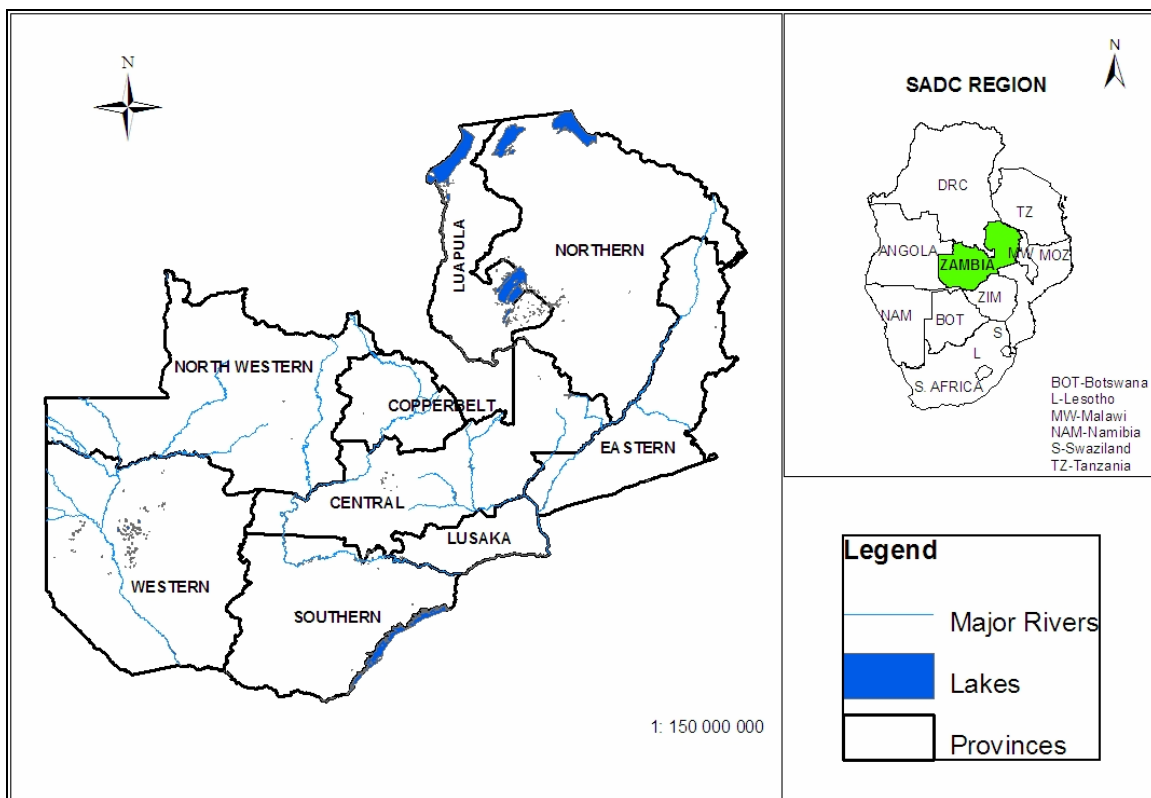 N
LUAPULA
NORTHERN
NORTH WESTERN
COPPERBELT
EASTERN
CENTRAL
LUSAKA
WESTERN
SOUTHERN
1: 150 000 000
N
SADC REGION
DRC
TZ
ANGOLA
ZAMBIA
MW
MOZ
ZIM
NAM
BOT
S
L
S. AFRICA
BOT-Botswana
L-Lesotho
MW-Malawi
NAM-Namibia
S-Swaziland
TZ-Tanzania
Legend
Major Rivers
Lakes
Provinces